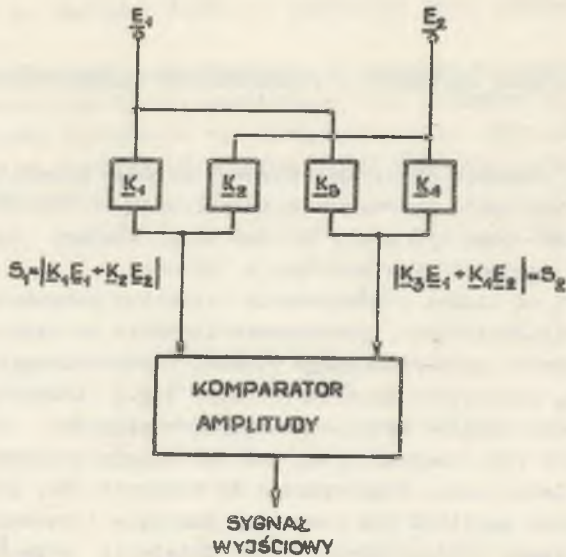 E1 E2
K1 K2 K3 K4
S1=|K1E1+K2E2| |K3E1+K4E2|=S2
KOMPARATOR
AMPLITUDY
SYGNAŁ
WYJŚCIOWY